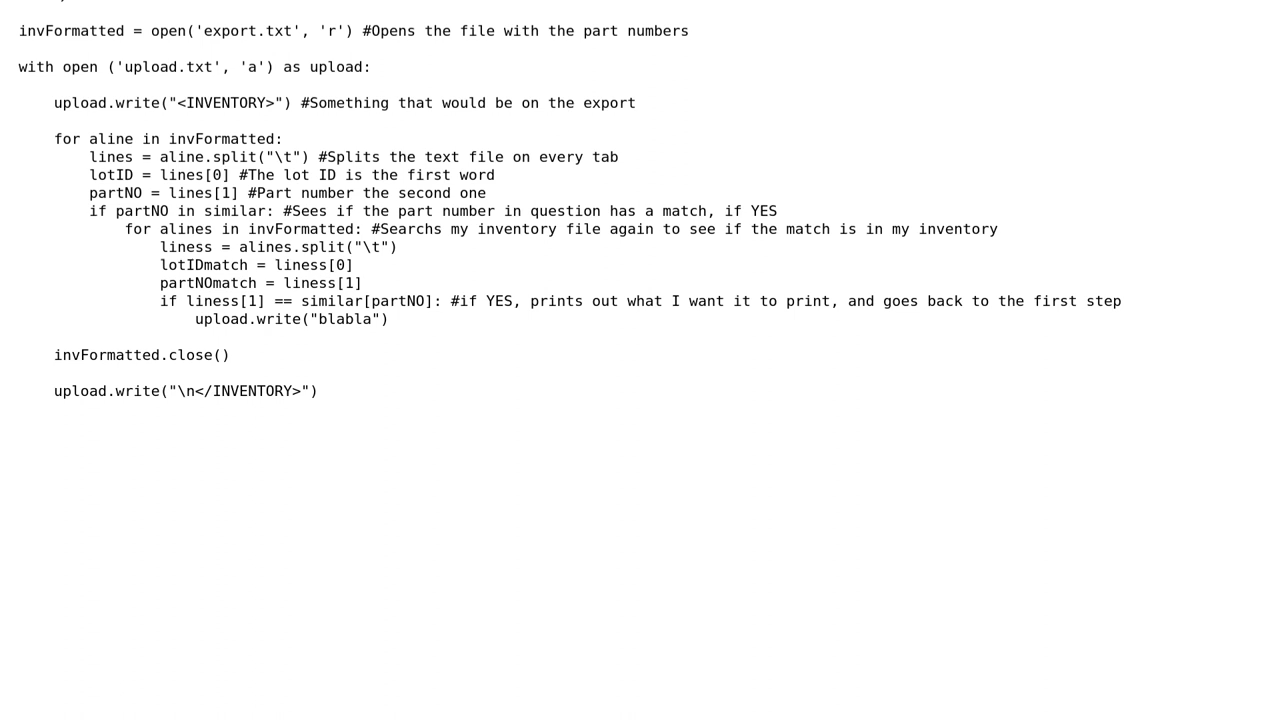 invFormatted = open('export.txt', 'r') #Opens the file with the part numbers
with open ('upload.txt', 'a') as upload:
upload.write("<INVENTORY>") #Something that would be on the export
for aline in invFormatted:
lines = aline.split("\t") #Splits the text file on every tab
lotID = lines[0] #The lot ID is the first word
partNO = lines[1] #Part number the second one
if partNO in similar: #Sees if the part number in question has a match, if YES
for alines in invFormatted: #Searchs my inventory file again to see if the match is in my inventory
liness = alines.split("\t")
lotIDmatch = liness[0]
partNOmatch = liness[1]
if liness[1] == similar[partNO]: #if YES, prints out what I want it to print, and goes back to the first step
upload.write("blabla")
invFormatted.close()
upload.write("\n</INVENTORY>")